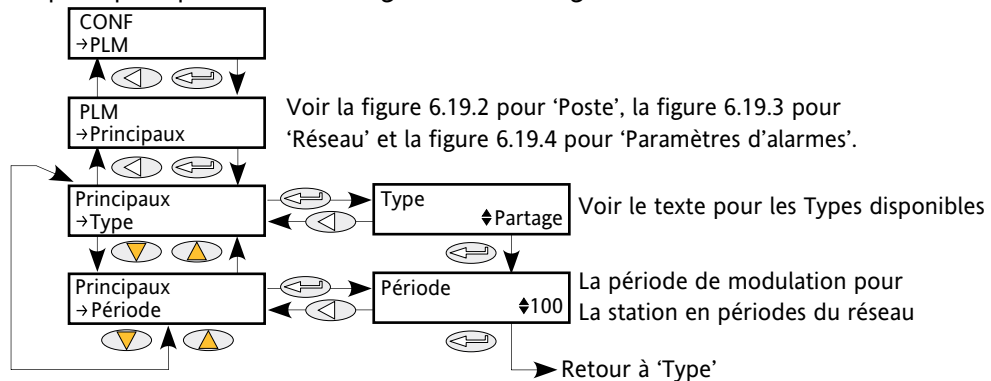 CONF
→PLM
PLM
→Principaux
Voir la figure 6.19.2 pour ‘Poste’, la figure 6.19.3 pour
‘Réseau’ et la figure 6.19.4 pour ‘Paramètres d’alarmes’.
Principaux
→Type
Type
Partage
Voir le texte pour les Types disponibles
Principaux
→Période
Période
100
La période de modulation pour
La station en périodes du réseau
Retour à ‘Type’